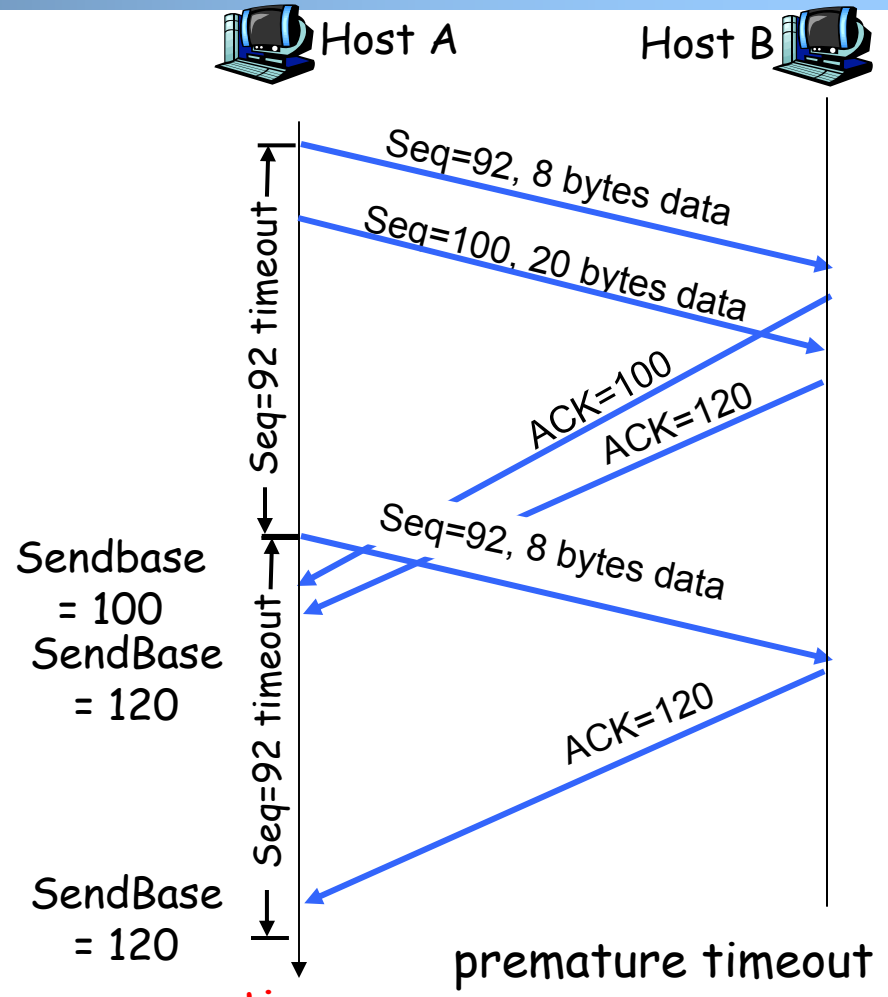 Host A
Host B
Seq=92, 8 bytes data
Seq=100, 20 bytes data
Seq=92 timeout
ACK=100
ACK=120
Seq=92, 8 bytes data
Sendbase
= 100
SendBase
= 120
Seq=92 timeout
ACK=120
SendBase
= 120
premature timeout